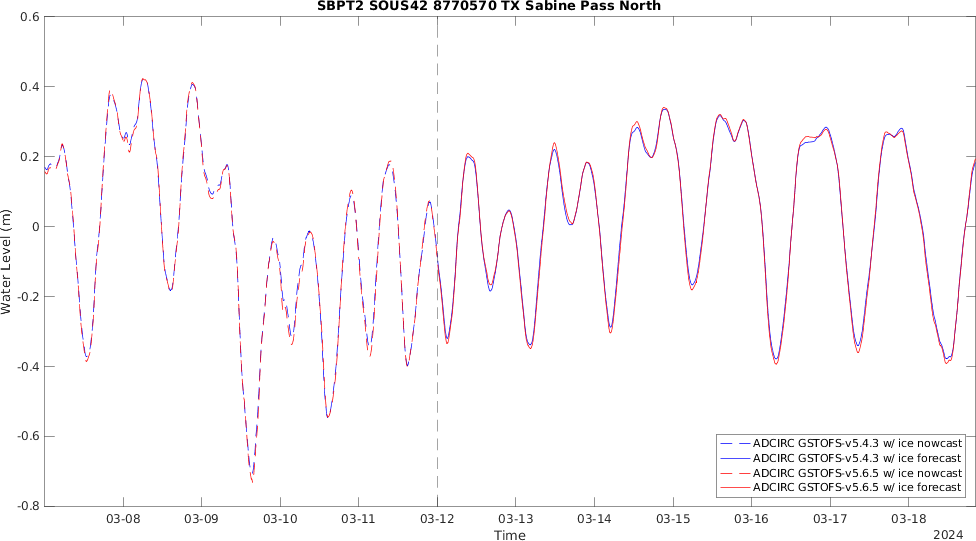 SBPT2 SOUS42 8770570 TX Sabine Pass North
Water Level (m)
0.6
0.4
0.2
0
-0.2
-0.4
-0.6
-0.8
ADCIRC GSTOFS-v5.4.3 w/ ice nowcast
ADCIRC GSTOFS-v5.4.3 w/ ice forecast
ADCIRC GSTOFS-v5.6.5 w/ ice nowcast
ADCIRC GSTOFS-v5.6.5 w/ ice forecast
03-08 03-09 03-10 03-11 03-12 03-13 03-14 03-15 03-16 03-17 03-18
Time
2024